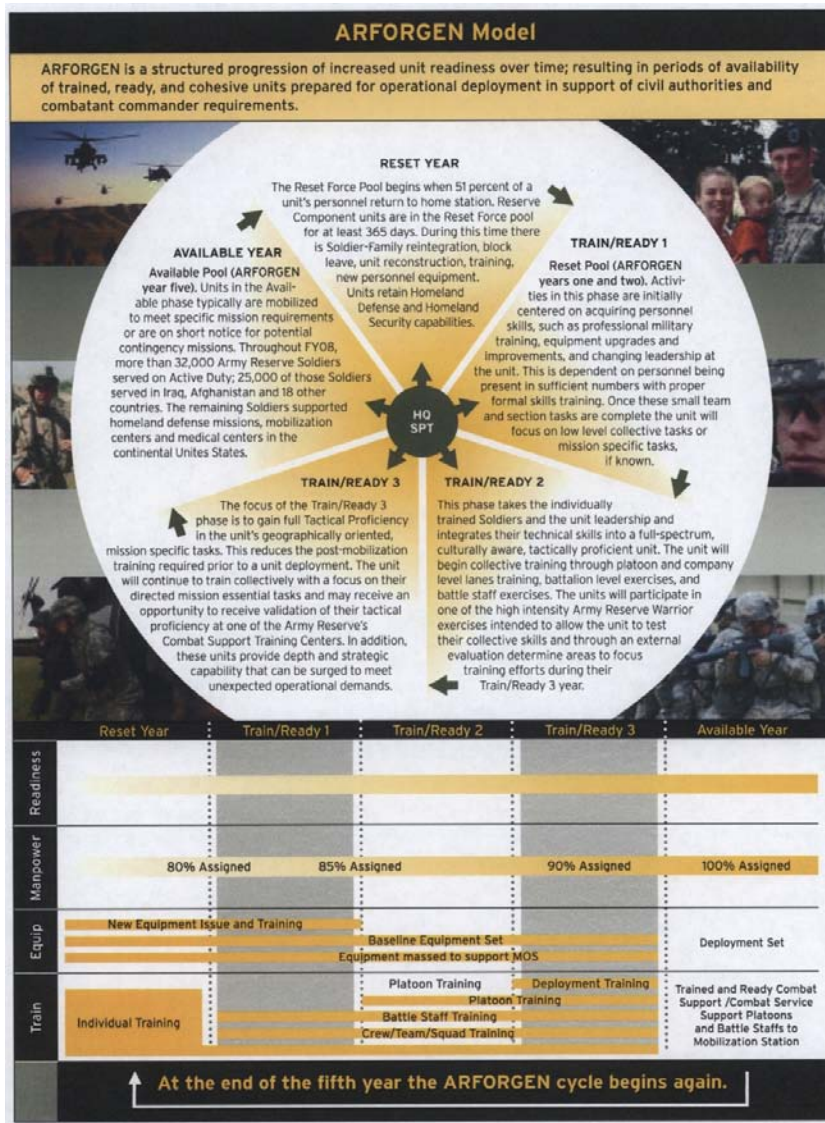 ARFORGEN Model
ARFORGEN is a structured progression of increased unit readiness over time; resulting in periods of availability
of trained, ready, and cohesive units prepared for operational deployment in support of civil authorities and
combatant commander requirements.
RESET YEAR
The Reset Force Pool begins when 51 percent of a
unit's personnel return to home station. Reserve
Component units are in the Reset Force pool
for at least 365 days. During this time there
is Soldier-Family reintegration, block
leave, unit reconstruction, training,
new personnel equipment.
Units retain Homeland
Defense and Homeland
Security capabilities.
TRAIN/READY 1
Reset Pool (ARFORGEN
years one and two). Activi-
ties in this phase are initially
centered on acquiring personnel
skills, such as professional military
training, equipment upgrades and
improvements, and changing leadership at
the unit. This is dependent on personnel being
present in sufficient numbers with proper
formal skills training. Once these small team
and section tasks are complete the unit will
focus on low level collective tasks or
mission specific tasks,
if known.
TRAIN/READY 2
This phase takes the individually
trained Soldiers and the unit leadership and
integrates their technical skills into a full-spectrum,
culturally aware, tactically proficient unit. The unit will
begin collective training through platoon and company
level lanes training, battalion level exercises, and
battle staff exercises. The units will participate in
one of the high intensity Army Reserve Warrior
exercises intended to allow the unit to test
their collective skills and through an external
evaluation determine areas to focus
training efforts during their
Train/Ready 3 year.
TRAIN/READY 3
The focus of the Train/Ready 3
phase is to gain full Tactical Proficiency
in the unit's geographically oriented,
mission specific tasks. This reduces the post-mobilization
training required prior to a unit deployment. The unit
will continue to train collectively with a focus on their
directed mission essential tasks and may receive an
opportunity to receive validation of their tactical
proficiency at one of the Army Reserve's
Combat Support Training Centers. In addition,
these units provide depth and strategic
capability that can be surged to meet
unexpected operational demands.
AVAILABLE YEAR
Available Pool (ARFORGEN
year five). Units in the Avail-
able phase typically are mobilized
to meet specific mission requirements
or are on short notice for potential
contingency missions. Throughout FY08,
more than 32,000 Army Reserve Soldiers
served on Active Duty; 25,000 of those Soldiers
served in Iraq, Afghanistan and 18 other
countries. The remaining Soldiers supported
homeland defense missions, mobilization
centers and medical centers in the
continental Unites States.
HQ
SPT
Reset Year Train/Ready 1 Train/Ready 2 Train/Ready 3 Available Year
Readiness
Manpower
80% Assigned 85% Assigned 90% Assigned 100% Assigned
Equip
New Equipment Issue and Training
Baseline Equipment Set
Equipment massed to support MOS
Deployment Set
Train
Individual Training
Platoon Training Deployment Training
Platoon Training
Battle Staff Training
Crew/Team/Squad Training
Trained and Ready Combat
Support /Combat Service
Support Platoons
and Battle Staffs to
Mobilization Station
At the end of the fifth year the ARFORGEN cycle begins again.